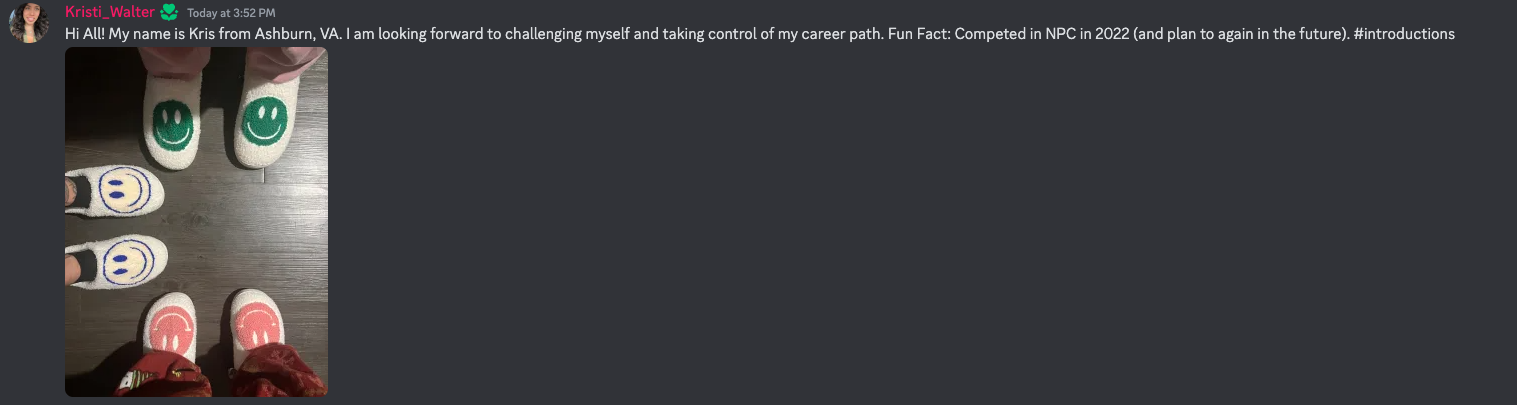 Kristi_Walter Today at 3:52 PM
Hi All! My name is Kris from Ashburn, VA. I am looking forward to challenging myself and taking control of my career path. Fun Fact: Competed in NPC in 2022 (and plan to again in the future). #introductions